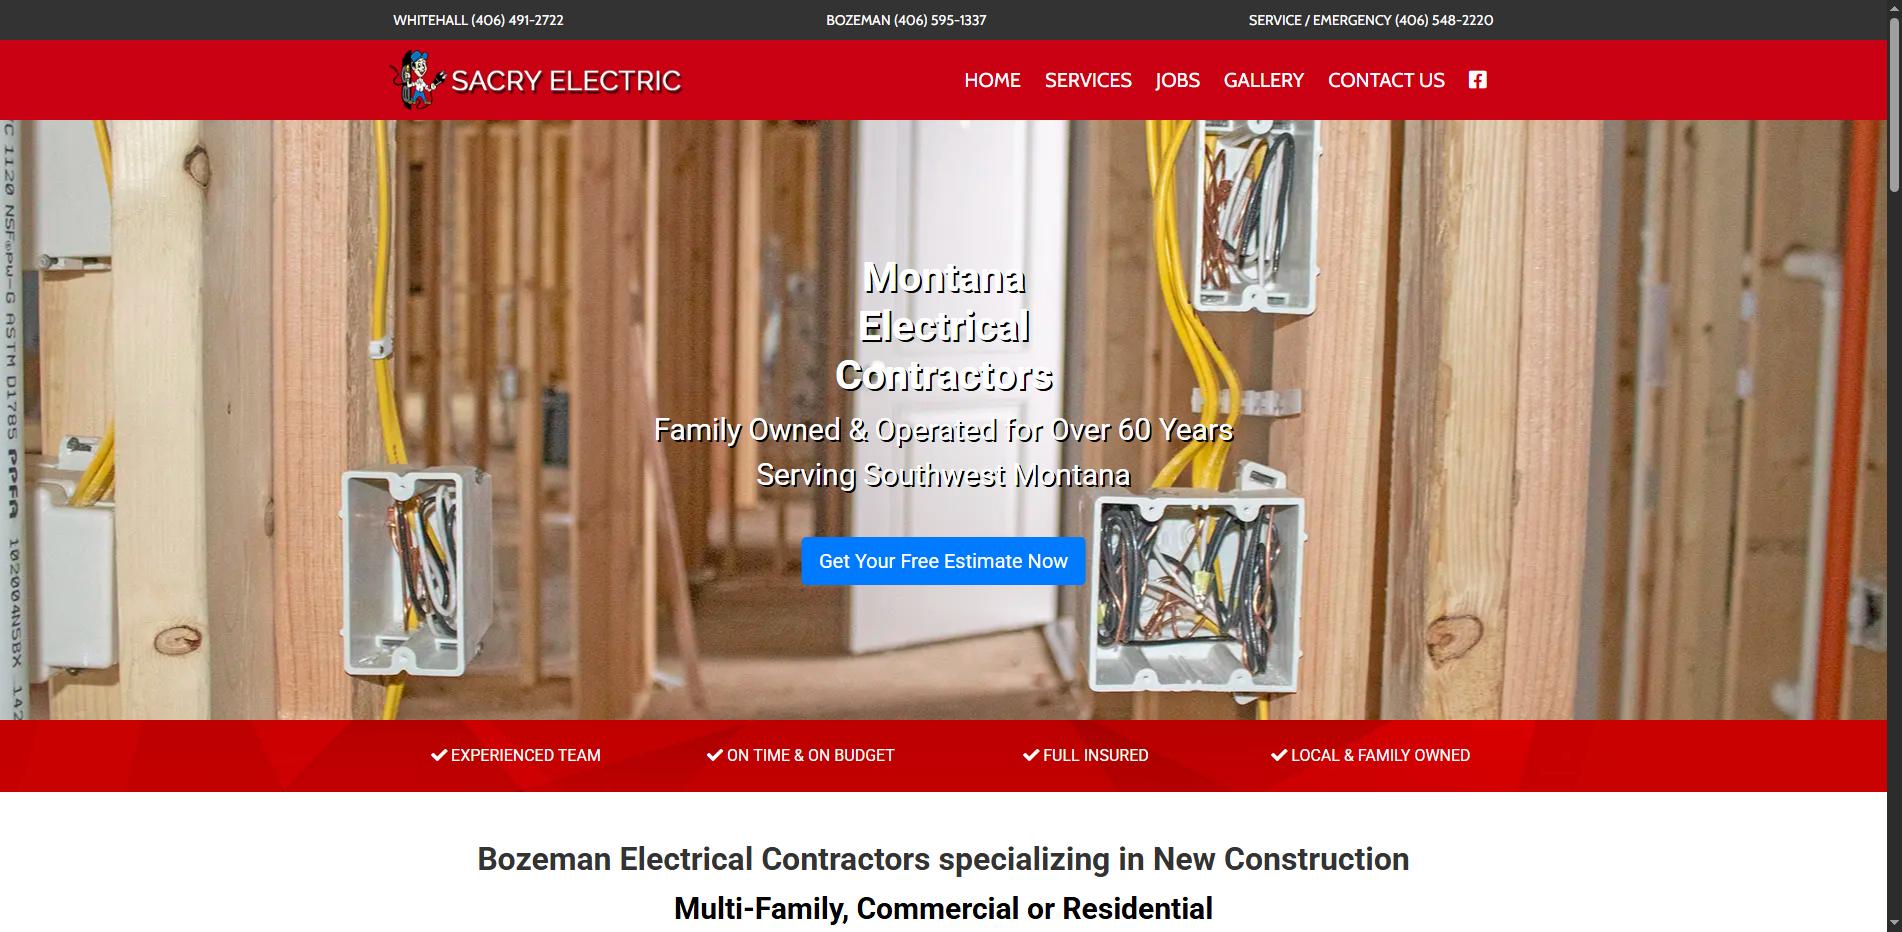 WHITEHALL (406) 491-2722
BOZEMAN (406) 595-1337
SERVICE / EMERGENCY (406) 548-2220
SACRY ELECTRIC
HOME
SERVICES
JOBS
GALLERY
CONTACT US
C 1120 NSF®PW-G ASTM D1785 PPFA 102004NSBX 142
Montana
Electrical
Contractors
Family Owned & Operated for Over 60 Years
Serving Southwest Montana
Get Your Free Estimate Now
EXPERIENCED TEAM
ON TIME & ON BUDGET
FULL INSURED
LOCAL & FAMILY OWNED
Bozeman Electrical Contractors specializing in New Construction
Multi-Family, Commercial or Residential